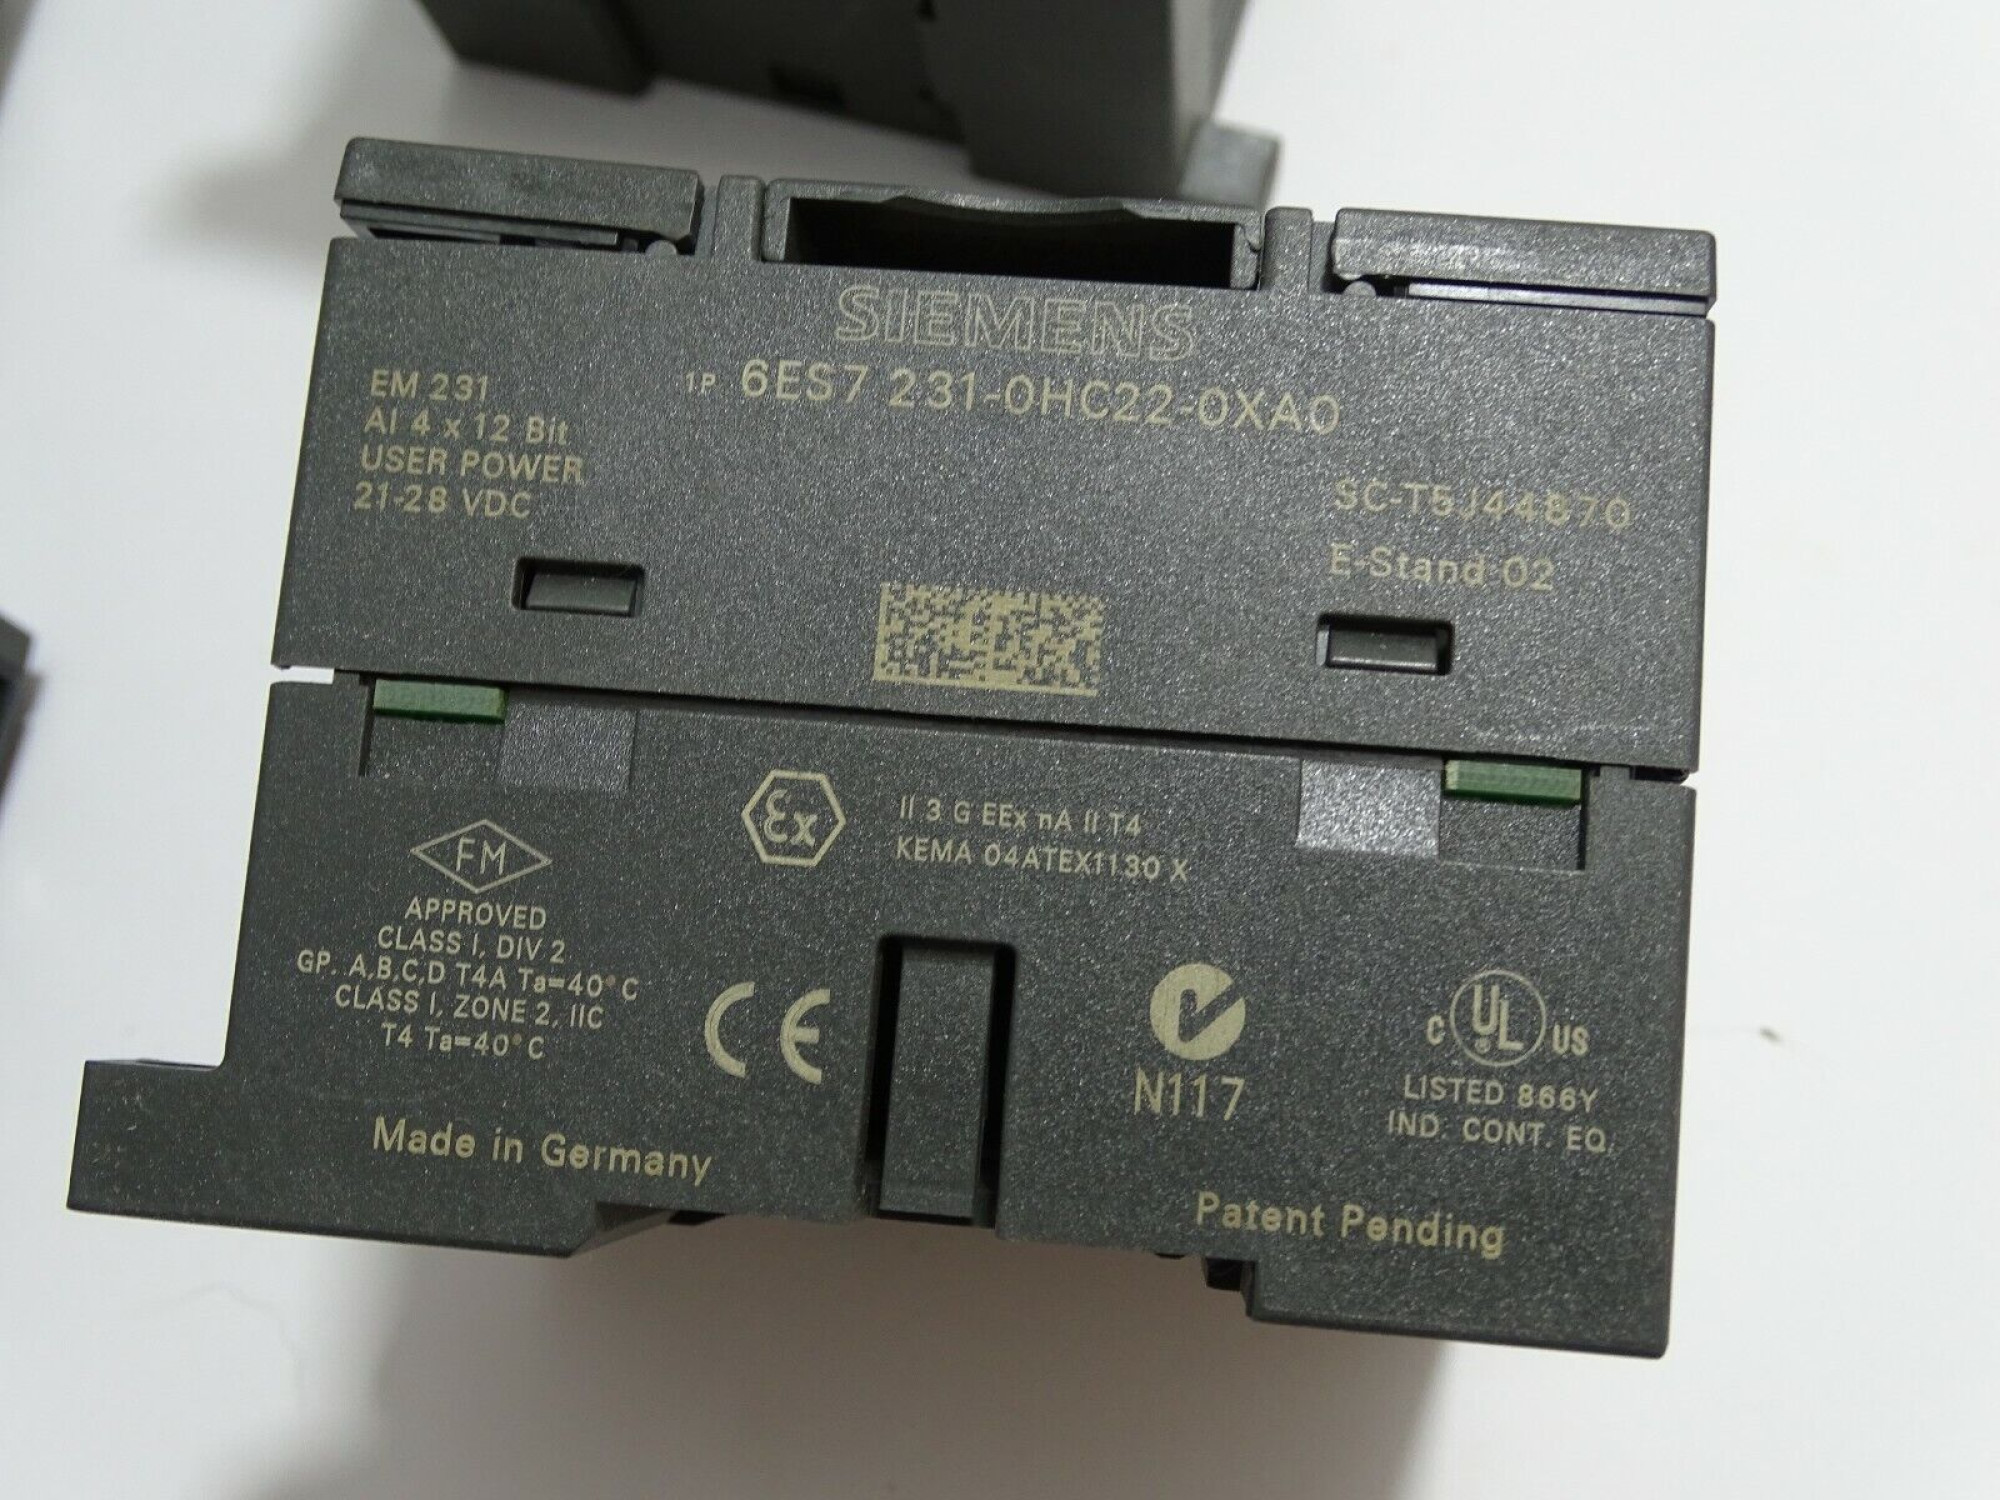 SIEMENS
1P 6ES7 231-0HC22-0XA0
EM 231
AI 4 x 12 Bit
USER POWER
21-28 VDC
SC-T5J44870
E-Stand 02
Ex
II 3 G EEx nA II T4
KEMA 04ATEX1130 X
FM
APPROVED
CLASS I, DIV 2
GP. A,B,C,D T4A Ta=40°C
CLASS I, ZONE 2, IIC
T4 Ta=40°C
CE
N117
C UL ® US
LISTED 866Y
IND. CONT. EQ.
Made in Germany
Patent Pending